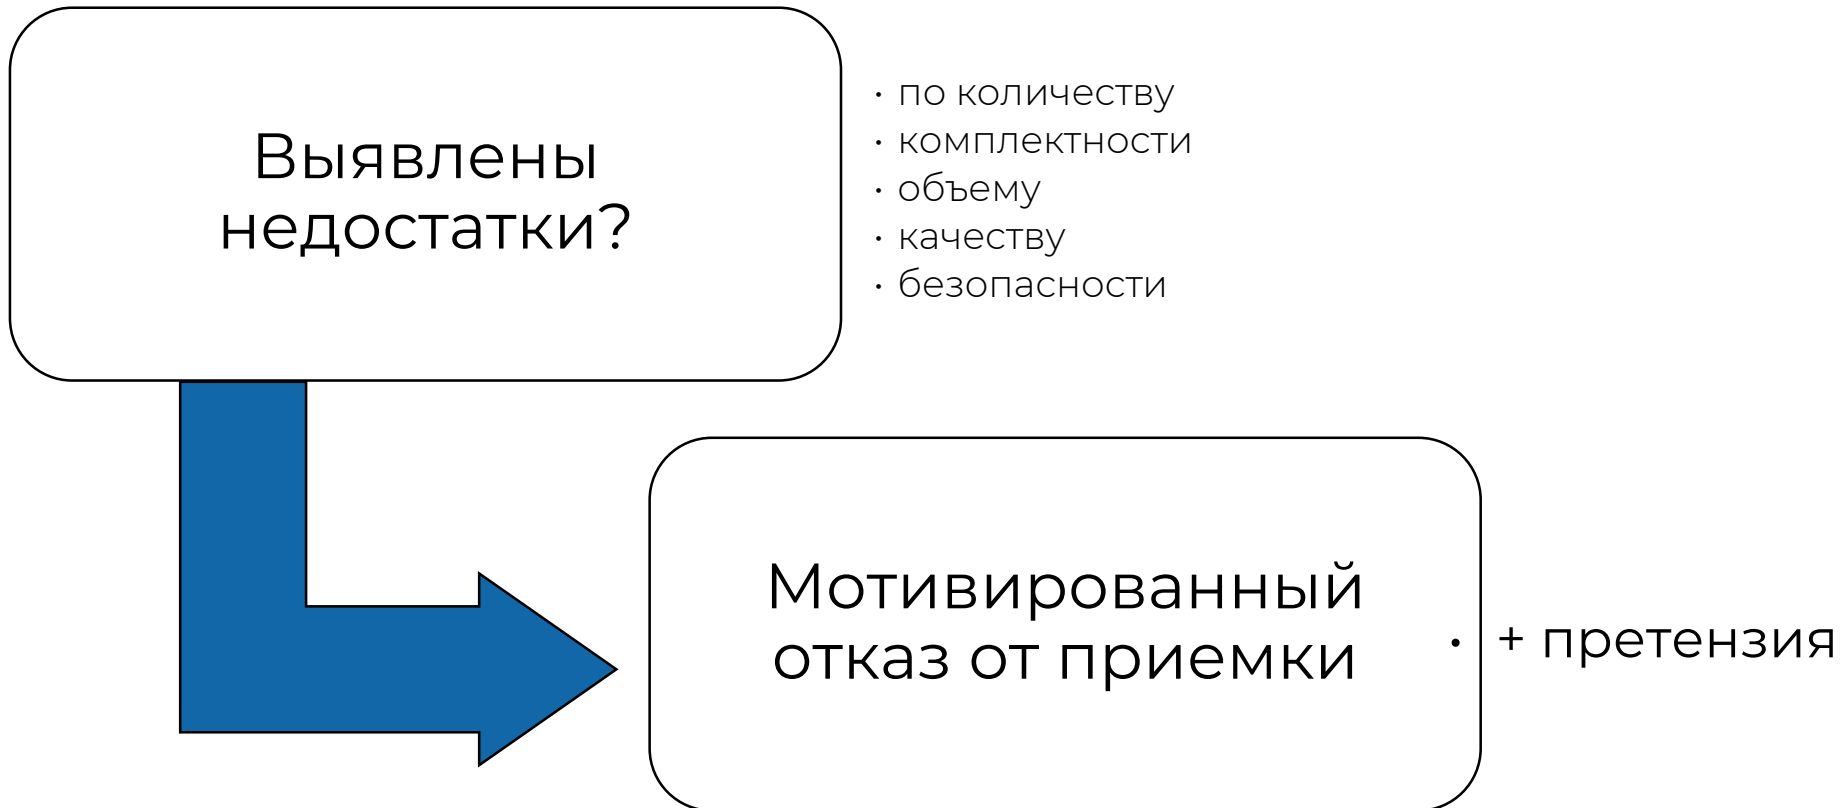 Выявлены
недостатки?
· по количеству
· комплектности
· объему
· качеству
· безопасности
Мотивированный
отказ от приемки
· + претензия